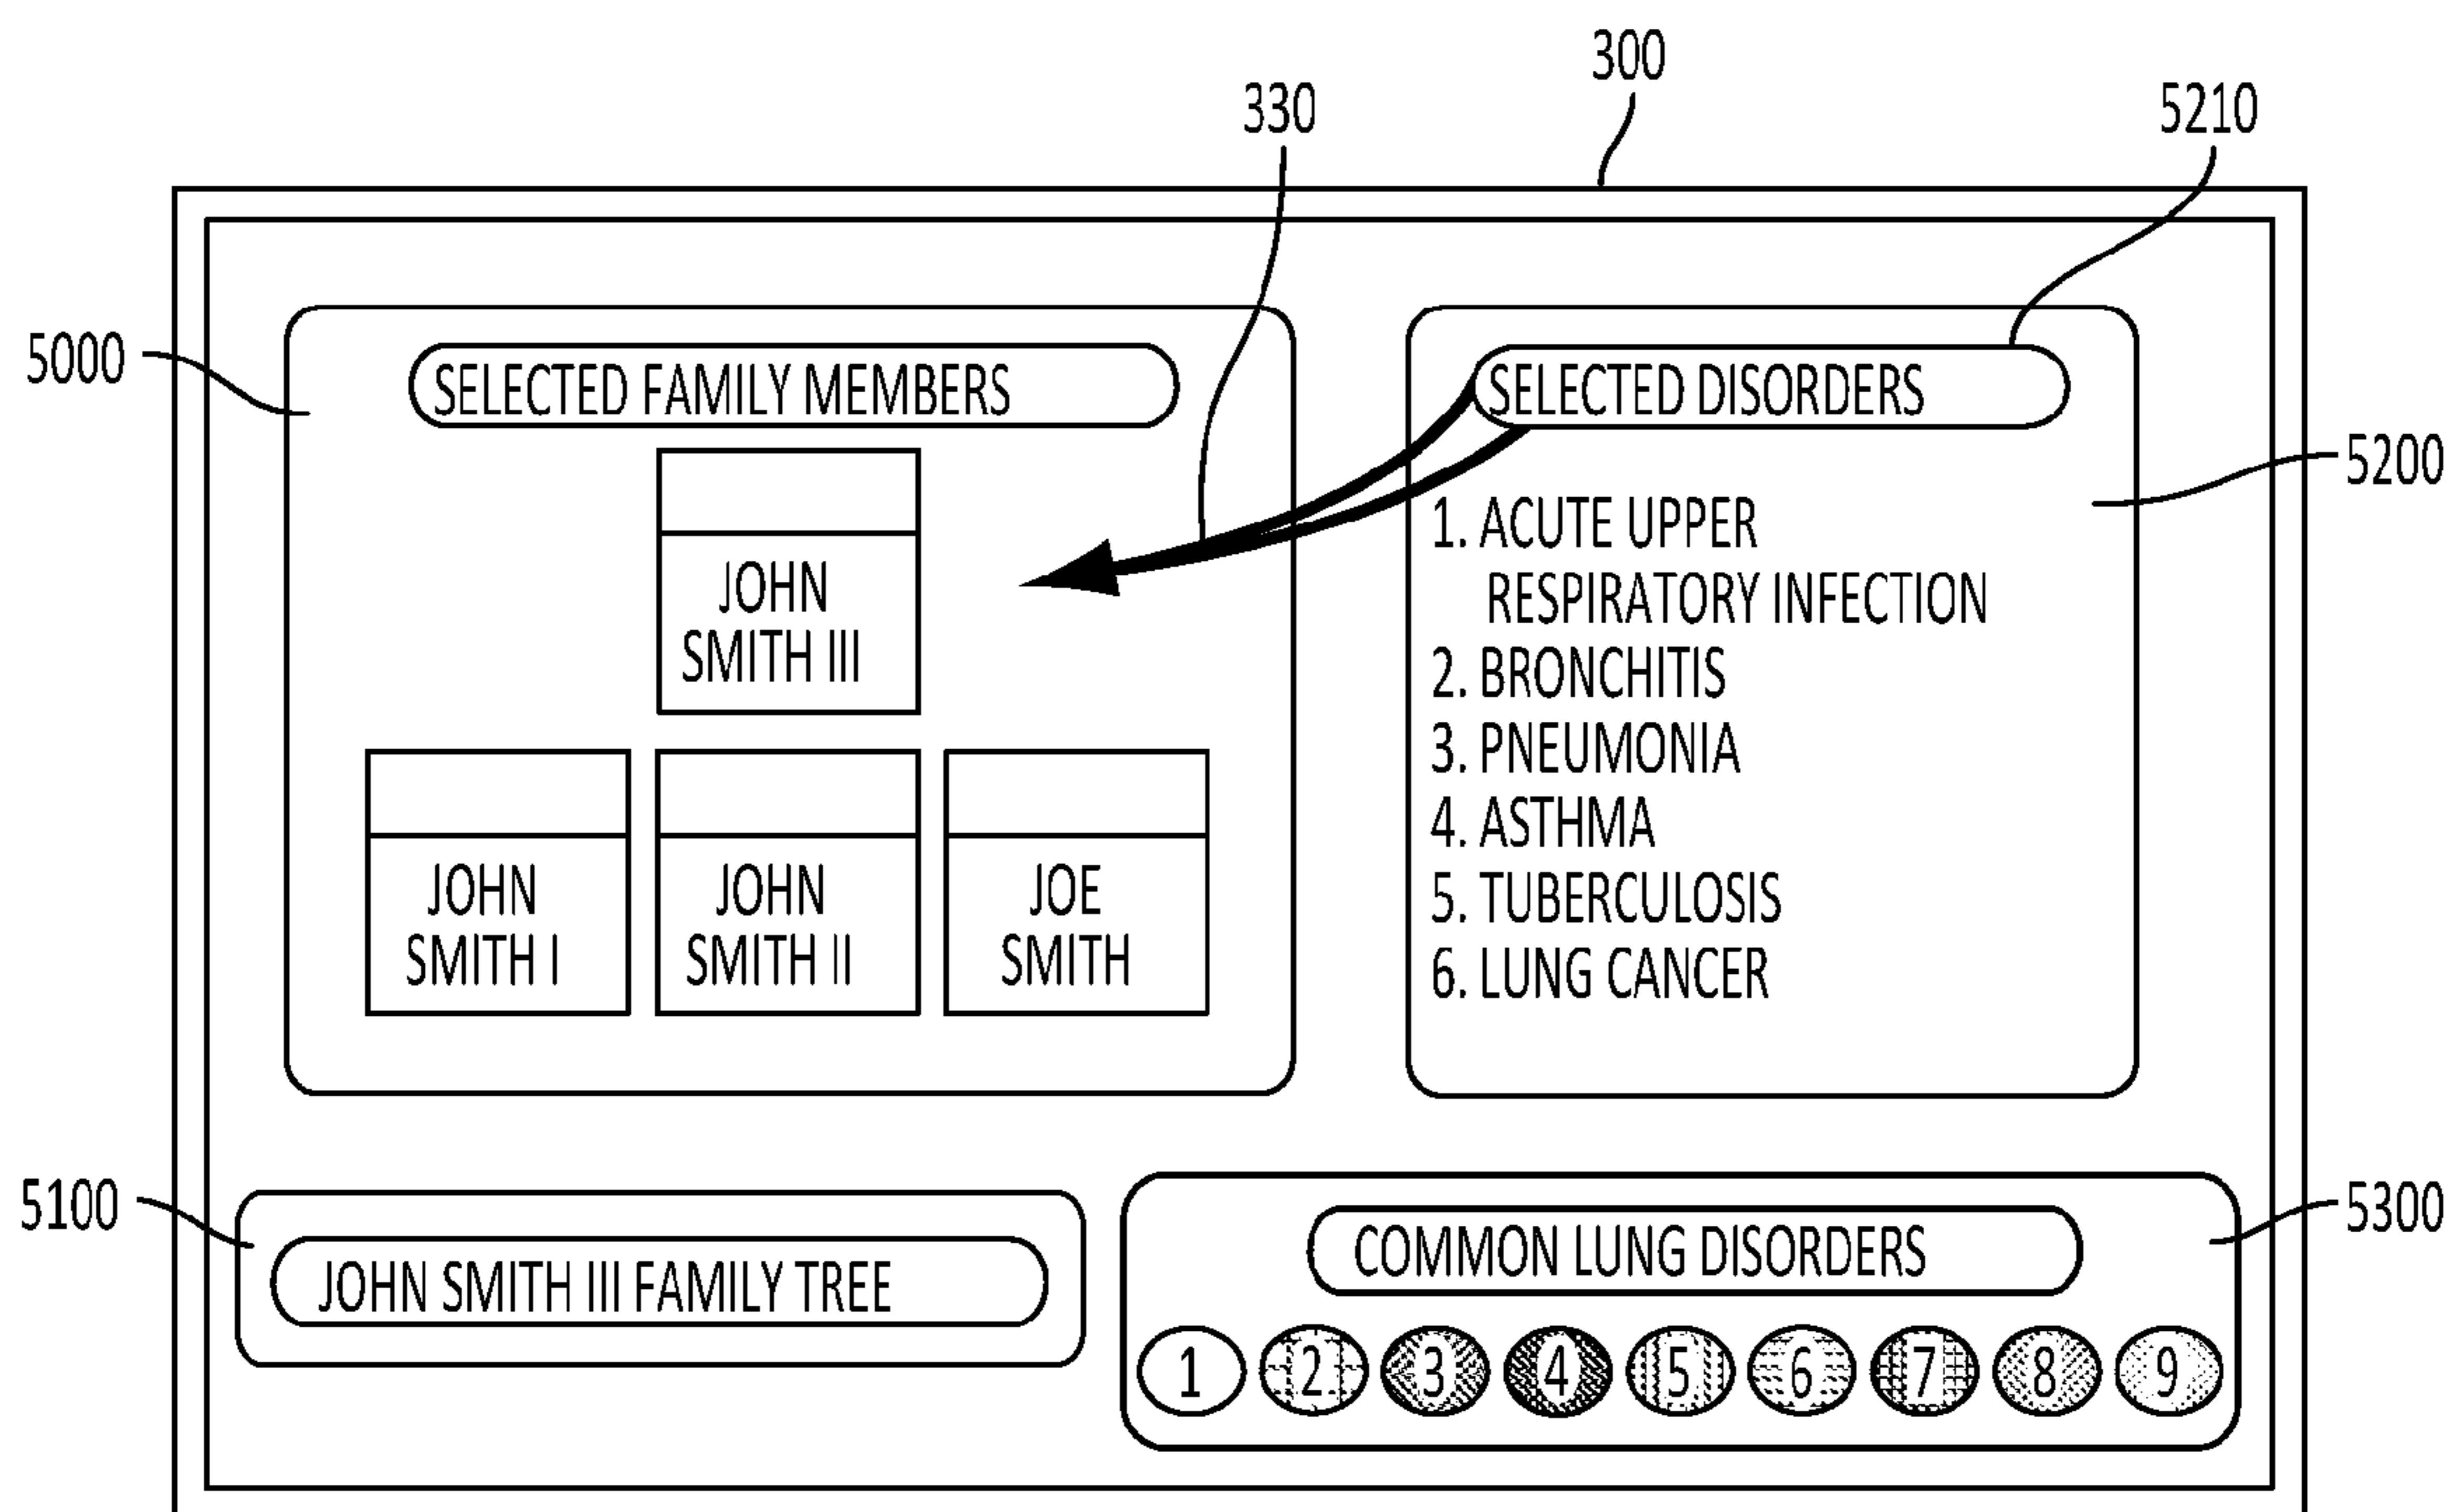 300
330
5210
5000
SELECTED FAMILY MEMBERS
JOHN
SMITH III
JOHN
SMITH I
JOHN
SMITH II
JOE
SMITH
SELECTED DISORDERS
5200
1. ACUTE UPPER
RESPIRATORY INFECTION
2. BRONCHITIS
3. PNEUMONIA
4. ASTHMA
5. TUBERCULOSIS
6. LUNG CANCER
5100
JOHN SMITH III FAMILY TREE
5300
COMMON LUNG DISORDERS
1 2 3 4 5 6 7 8 9